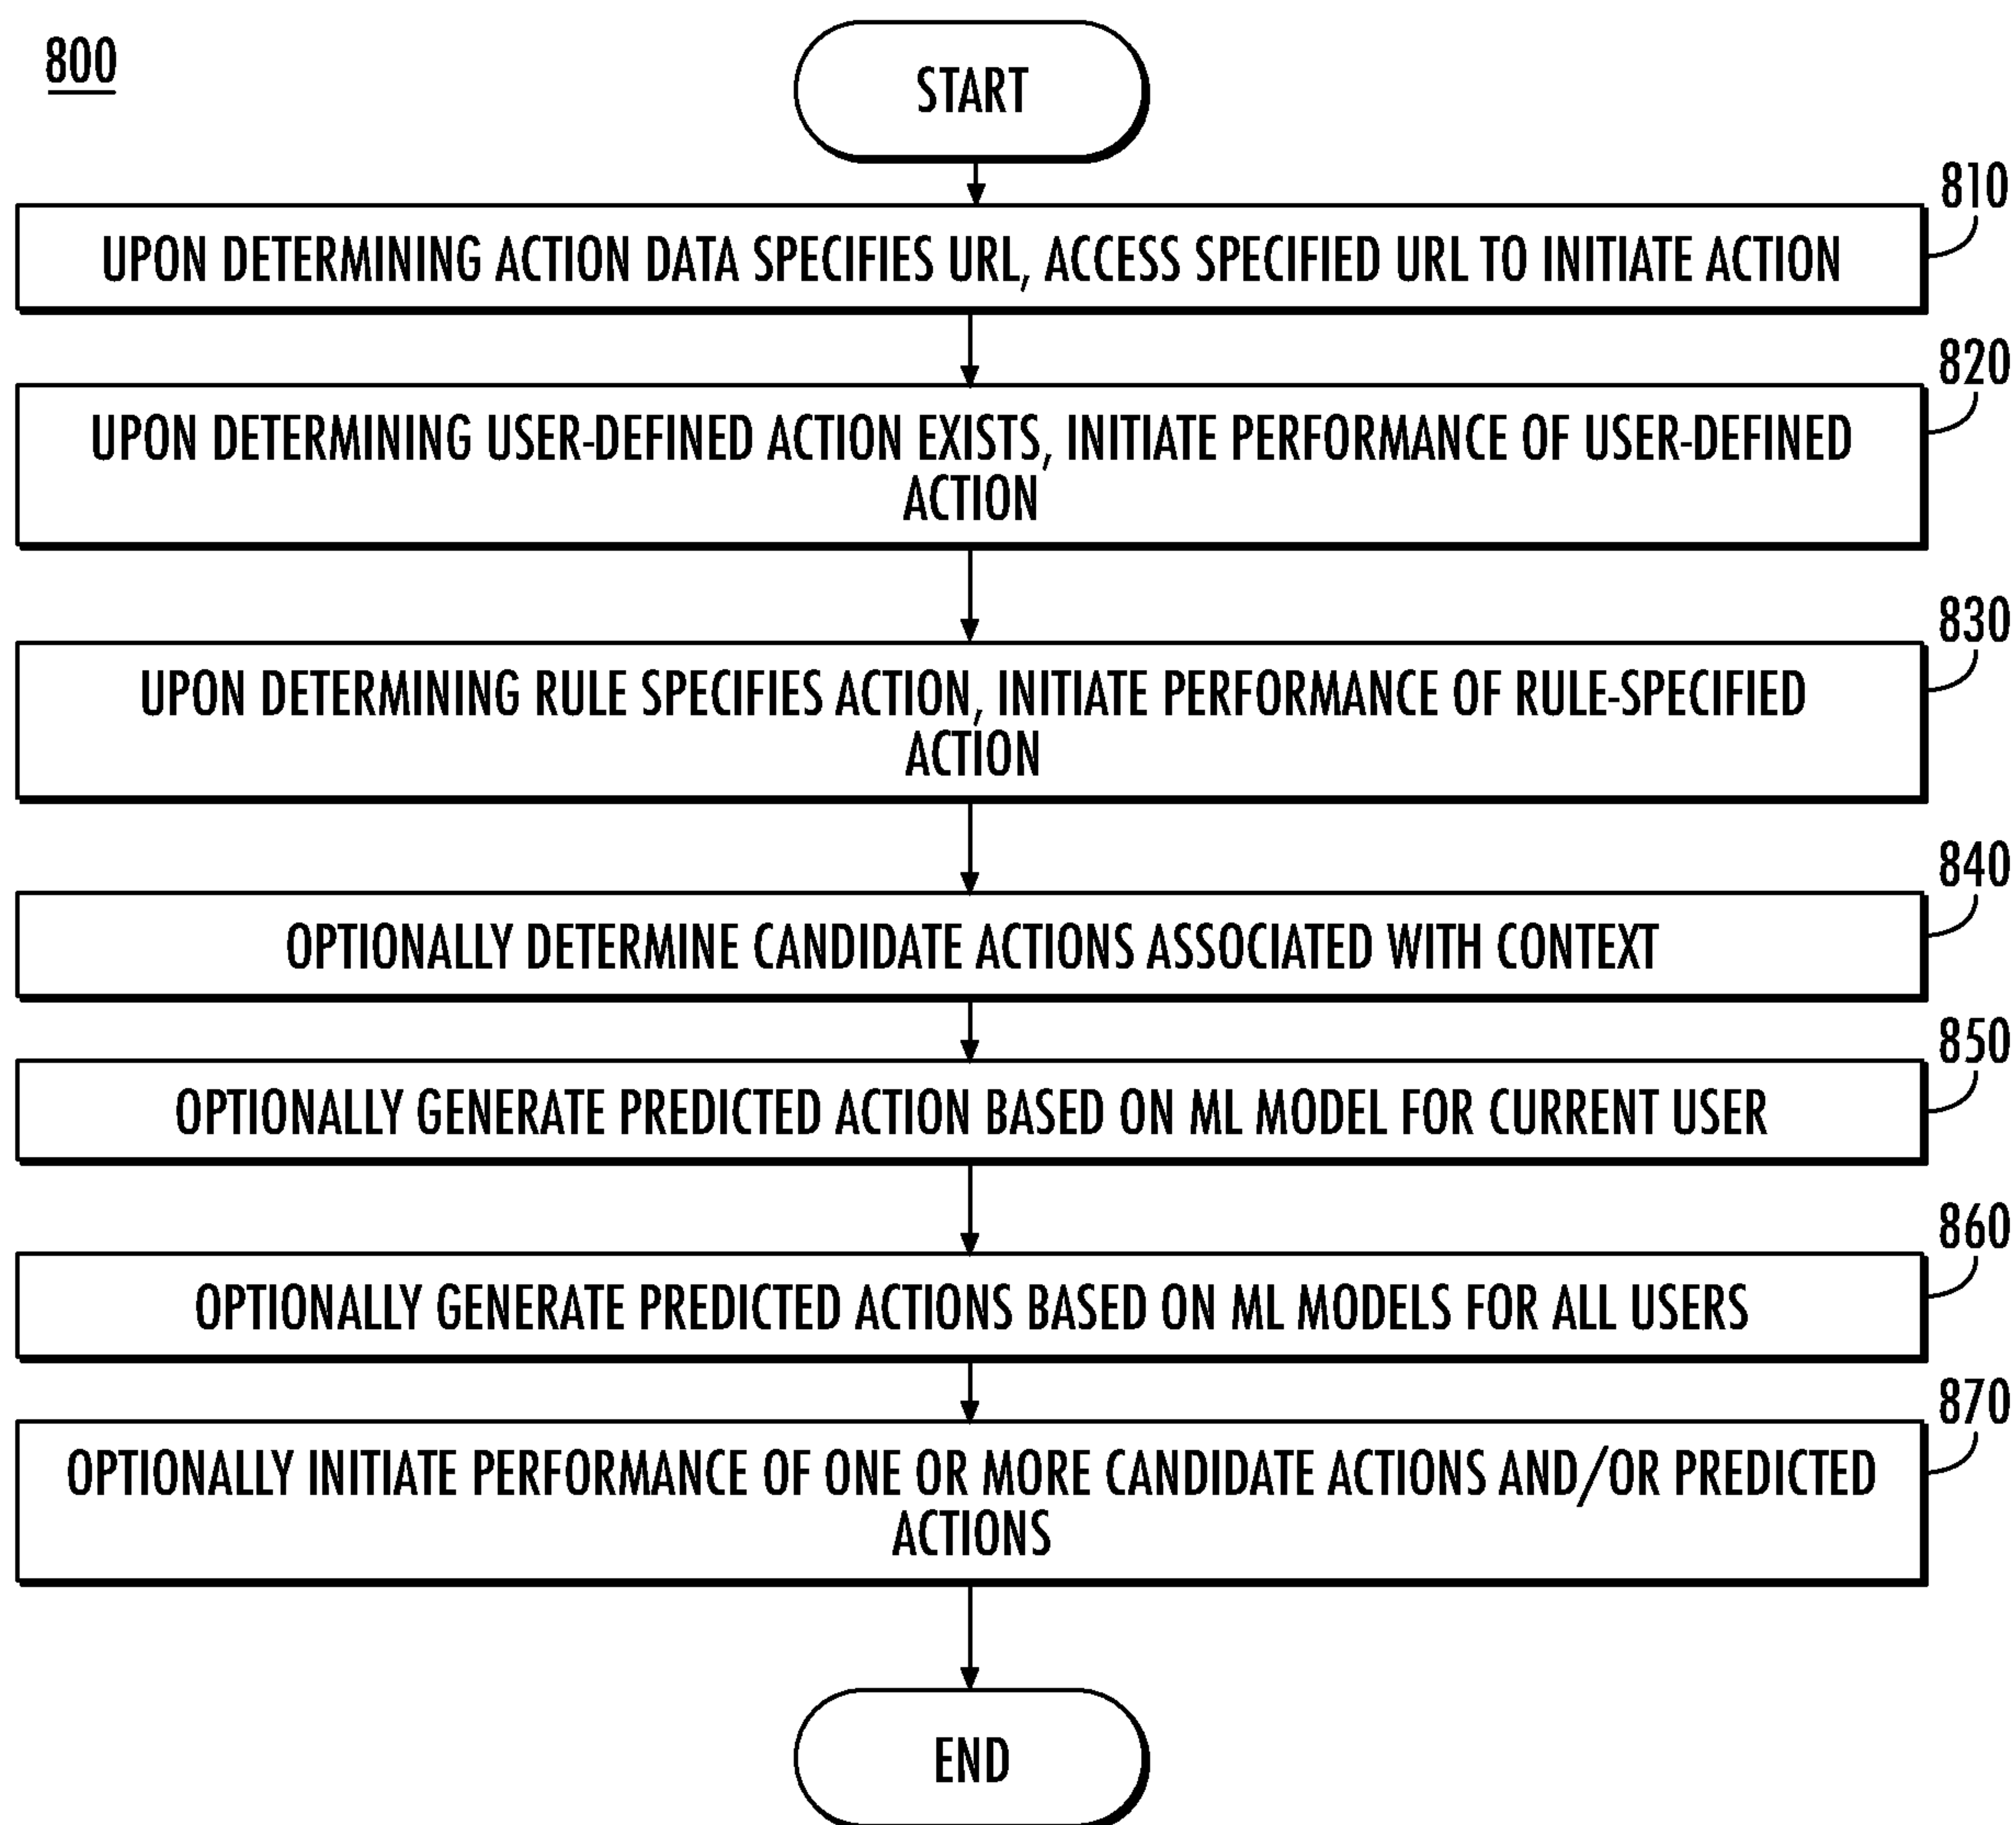 800
START
810
UPON DETERMINING ACTION DATA SPECIFIES URL, ACCESS SPECIFIED URL TO INITIATE ACTION
820
UPON DETERMINING USER-DEFINED ACTION EXISTS, INITIATE PERFORMANCE OF USER-DEFINED
ACTION
830
UPON DETERMINING RULE SPECIFIES ACTION, INITIATE PERFORMANCE OF RULE-SPECIFIED
ACTION
840
OPTIONALLY DETERMINE CANDIDATE ACTIONS ASSOCIATED WITH CONTEXT
850
OPTIONALLY GENERATE PREDICTED ACTION BASED ON ML MODEL FOR CURRENT USER
860
OPTIONALLY GENERATE PREDICTED ACTIONS BASED ON ML MODELS FOR ALL USERS
870
OPTIONALLY INITIATE PERFORMANCE OF ONE OR MORE CANDIDATE ACTIONS AND/OR PREDICTED
ACTIONS
END